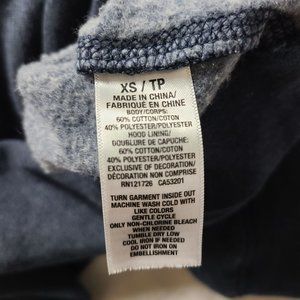 XS / TP
MADE IN CHINA/
FABRIQUÉ EN CHINE
BODY/CORPS:
60% COTTON/COTON
40% POLYESTER/POLYESTER
HOOD LINING/
DOUBLURE DE CAPUCHE:
60% COTTON/COTON
40% POLYESTER/POLYESTER
EXCLUSIVE OF DECORATION/
DÉCORATION NON COMPRISE
RN121726 CA53201
TURN GARMENT INSIDE OUT
MACHINE WASH COLD WITH
LIKE COLORS
GENTLE CYCLE
ONLY NON-CHLORINE BLEACH
WHEN NEEDED
TUMBLE DRY LOW
COOL IRON IF NEEDED
DO NOT IRON ON
EMBELLISHMENT